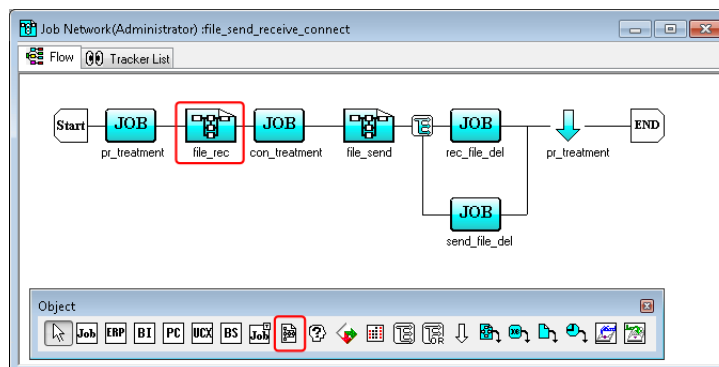 Job Network(Administrator) :file_send_receive_connect
Flow Tracker List
Start JOB JOB JOB END
pr_treatment file_rec con_treatment file_send rec_file_del pr_treatment
JOB
send_file_del
Object
Job ERP BI PC UCX BS Job OR